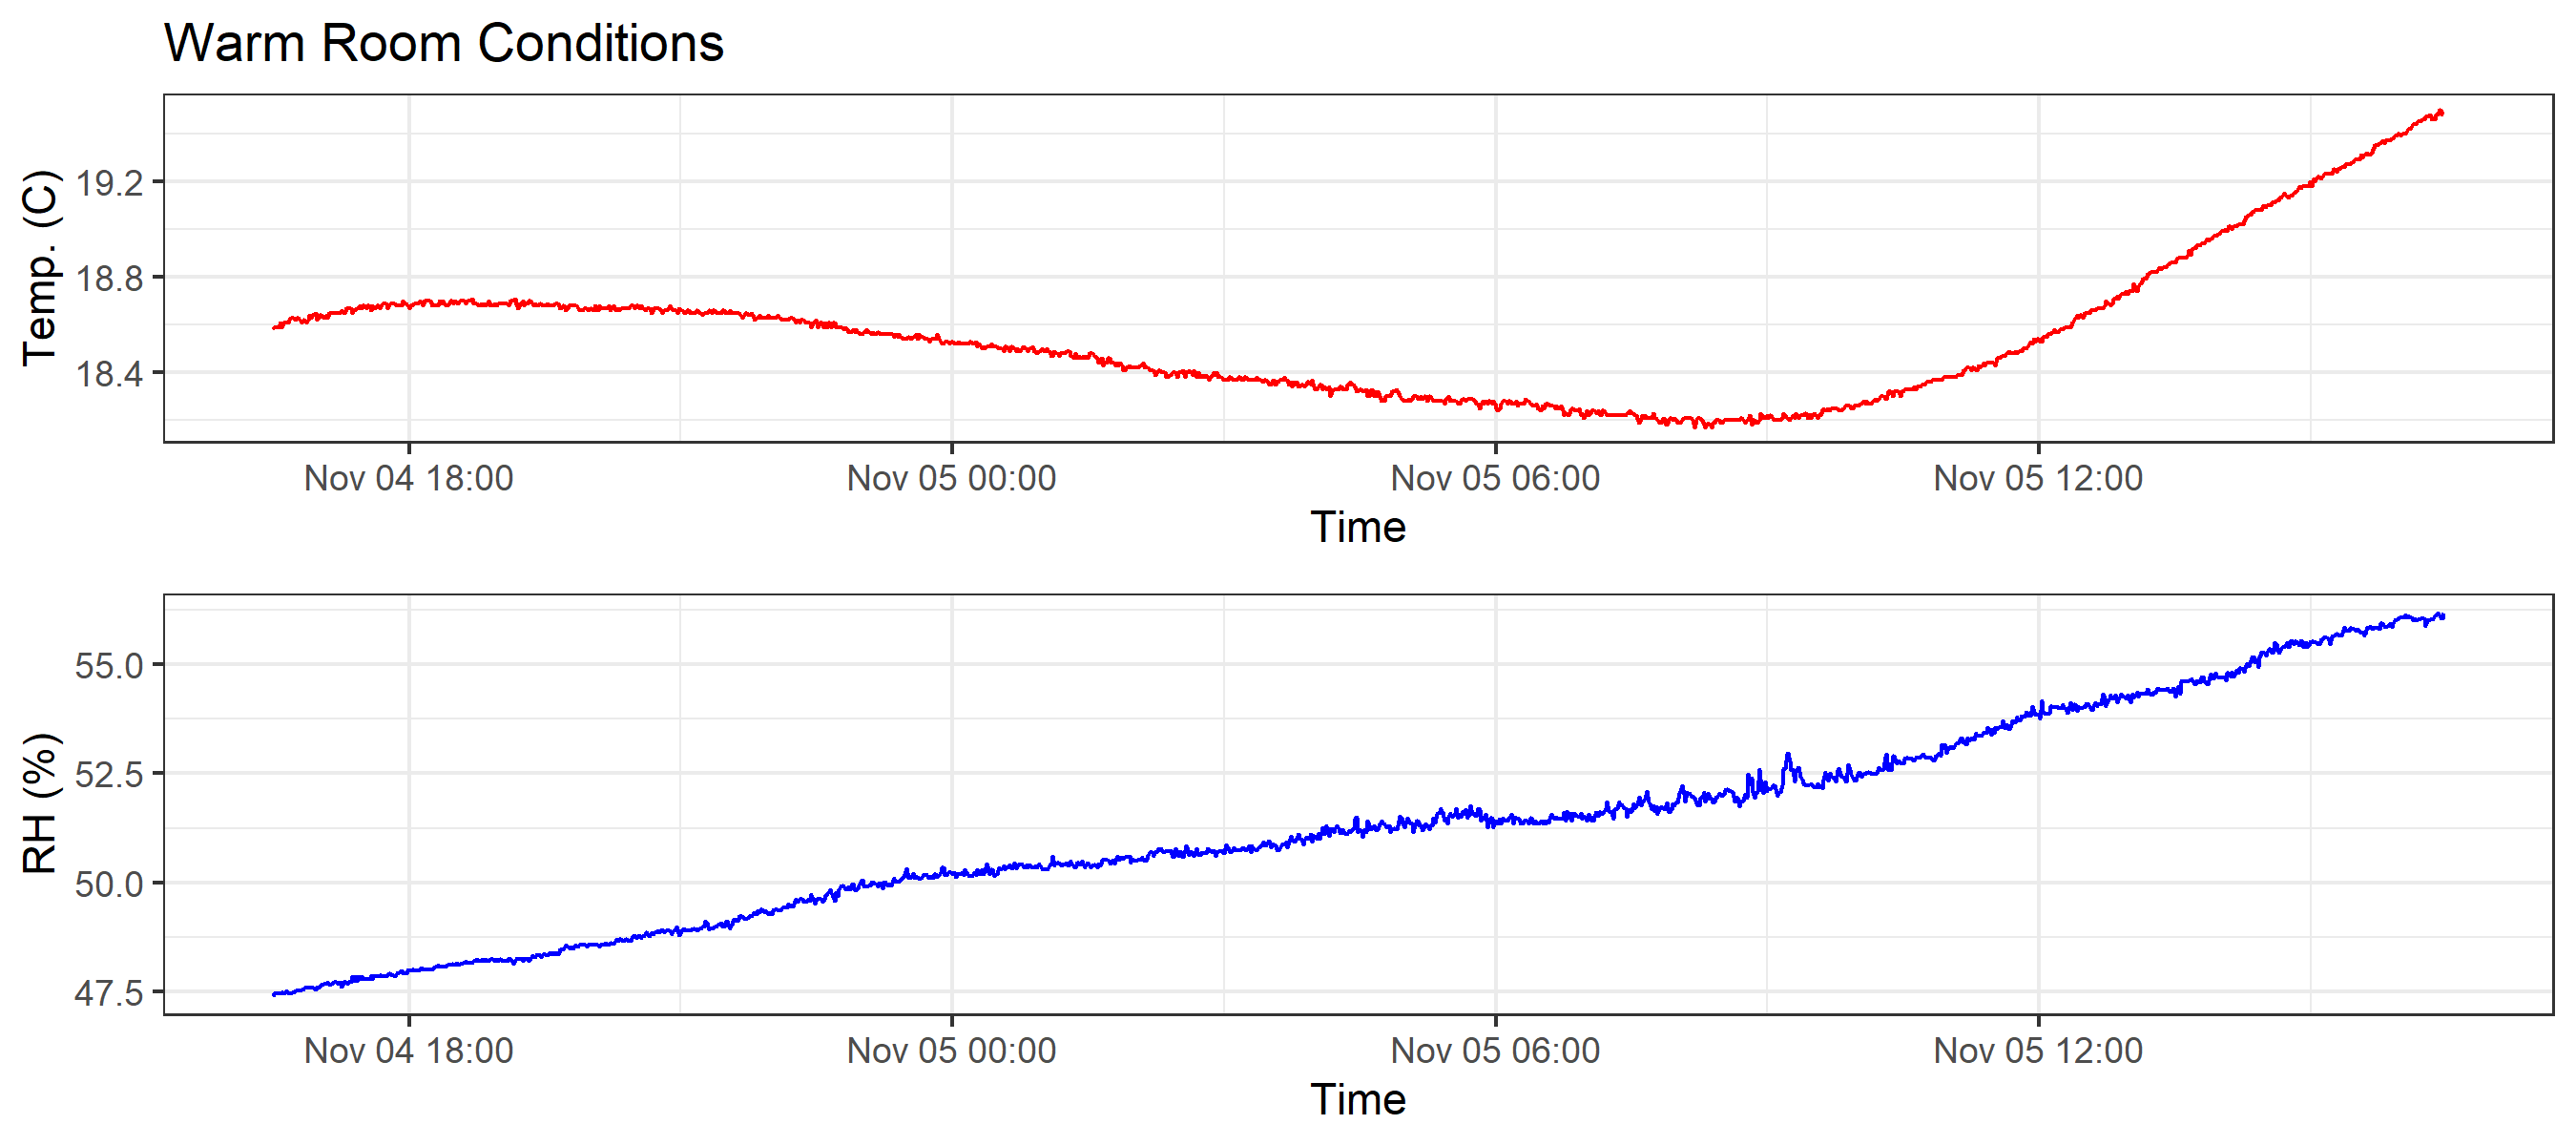 Warm Room Conditions
Temp. (C)
19.2
18.8
18.4
Nov 04 18:00 Nov 05 00:00 Nov 05 06:00 Nov 05 12:00
Time
RH (%)
55.0
52.5
50.0
47.5
Nov 04 18:00 Nov 05 00:00 Nov 05 06:00 Nov 05 12:00
Time